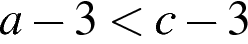 a − 3 < c − 3